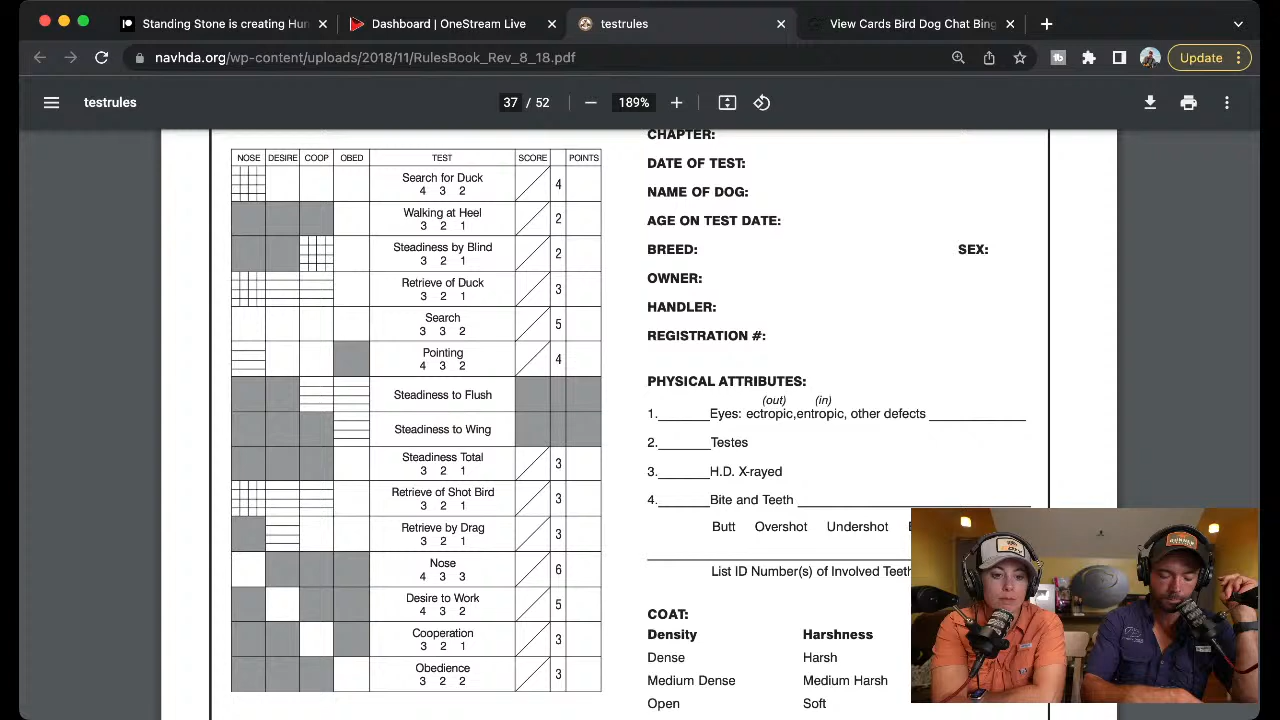 Standing Stone is creating Hun
Dashboard | OneStream Live
testrules
View Cards Bird Dog Chat Bing
navhda.org/wp-content/uploads/2018/11/RulesBook_Rev_8_18.pdf
Update
testrules
37 / 52
189%
NOSE DESIRE COOP OBED TEST SCORE POINTS
Search for Duck
4 3 2
4
Walking at Heel
3 2 1
2
Steadiness by Blind
3 2 1
2
Retrieve of Duck
3 2 1
3
Search
3 3 2
5
Pointing
4 3 2
4
Steadiness to Flush
Steadiness to Wing
Steadiness Total
3 2 1
3
Retrieve of Shot Bird
3 2 1
3
Retrieve by Drag
3 2 1
3
Nose
4 3 3
6
Desire to Work
4 3 2
5
Cooperation
3 2 1
3
Obedience
3 2 2
3
CHAPTER:
DATE OF TEST:
NAME OF DOG:
AGE ON TEST DATE:
BREED: SEX:
OWNER:
HANDLER:
REGISTRATION #:
PHYSICAL ATTRIBUTES:
(out) (in)
1.______Eyes: ectropic,entropic, other defects ____________
2.______Testes
3.______H.D. X-rayed
4.______Bite and Teeth ____________
Butt Overshot Undershot
List ID Number(s) of Involved Teeth
COAT:
Density Harshness
Dense Harsh
Medium Dense Medium Harsh
Open Soft